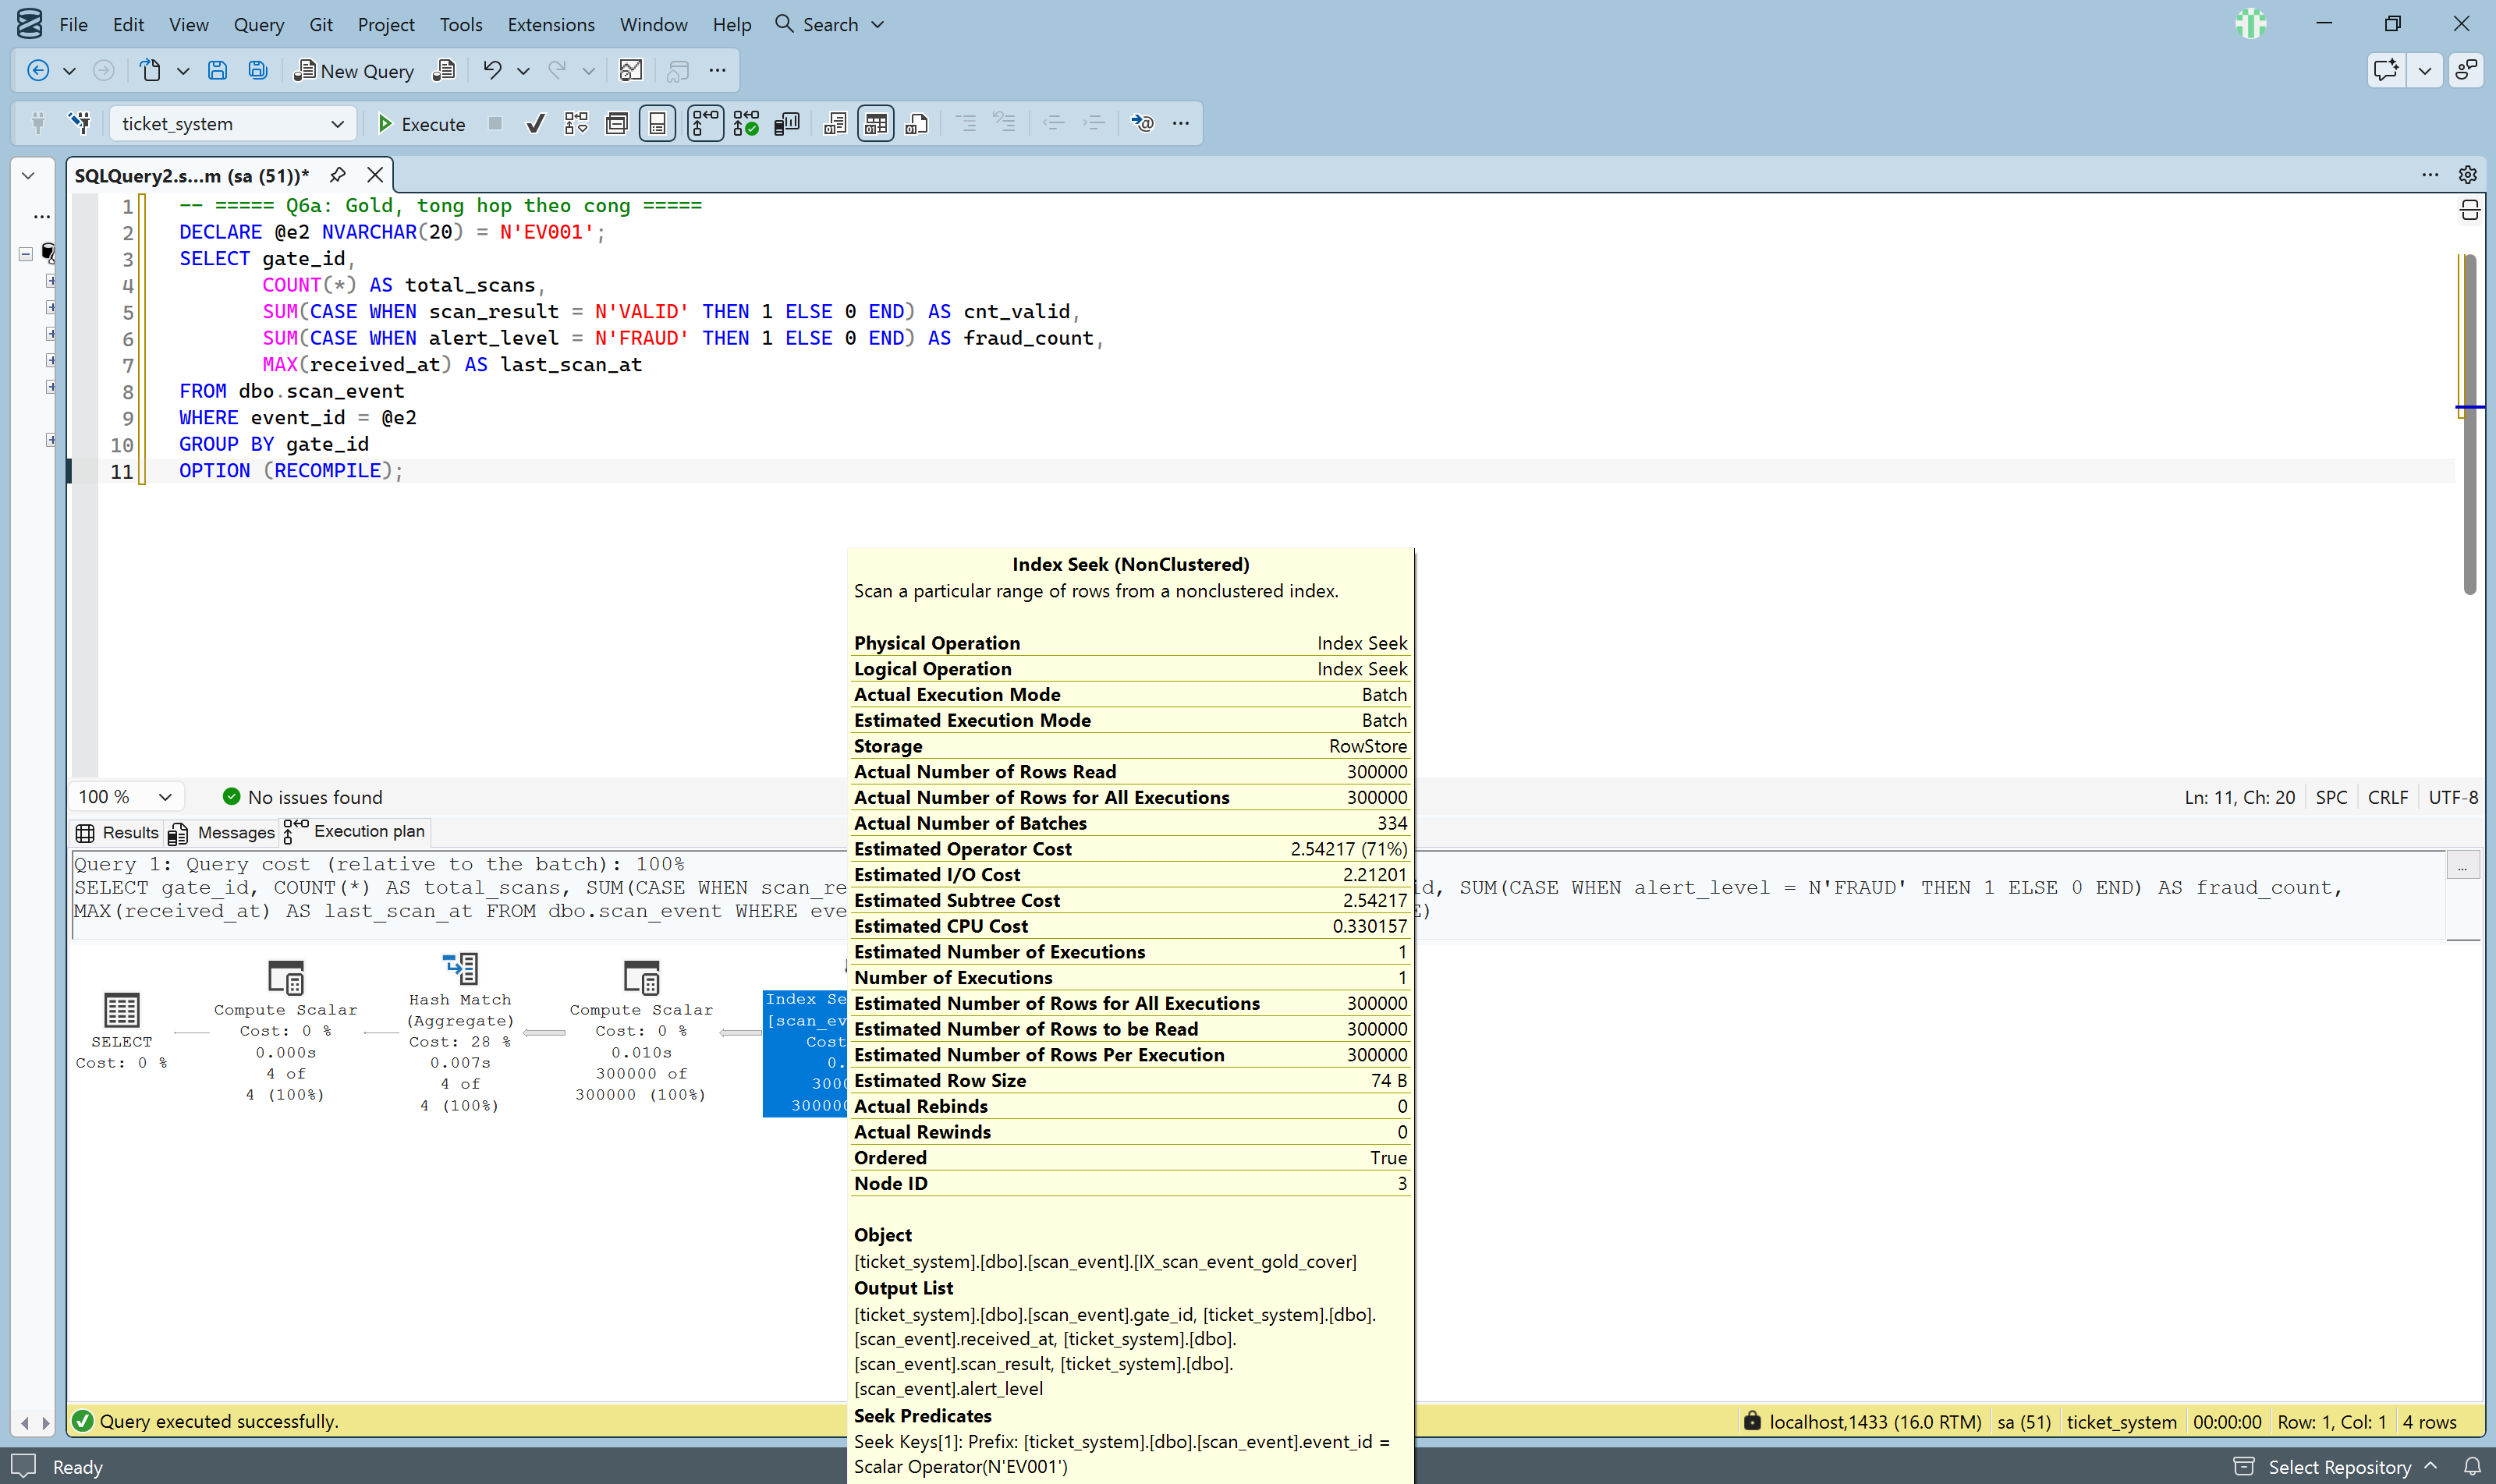 File Edit View Query Git Project Tools Extensions Window Help Search
New Query
ticket_system Execute
SQLQuery2.s...m (sa (51))*
1 -- ===== Q6a: Gold, tong hop theo cong =====
2 DECLARE @e2 NVARCHAR(20) = N'EV001';
3 SELECT gate_id,
4 COUNT(*) AS total_scans,
5 SUM(CASE WHEN scan_result = N'VALID' THEN 1 ELSE 0 END) AS cnt_valid,
6 SUM(CASE WHEN alert_level = N'FRAUD' THEN 1 ELSE 0 END) AS fraud_count,
7 MAX(received_at) AS last_scan_at
8 FROM dbo.scan_event
9 WHERE event_id = @e2
10 GROUP BY gate_id
11 OPTION (RECOMPILE);
100 % No issues found
Ln: 11, Ch: 20 SPC CRLF UTF-8
Results Messages Execution plan
Query 1: Query cost (relative to the batch): 100%
SELECT gate_id, COUNT(*) AS total_scans, SUM(CASE WHEN scan_re
id, SUM(CASE WHEN alert_level = N'FRAUD' THEN 1 ELSE 0 END) AS fraud_count,
MAX(received_at) AS last_scan_at FROM dbo.scan_event WHERE eve
E)
SELECT
Cost: 0 %
Compute Scalar
Cost: 0 %
0.000s
4 of
4 (100%)
Hash Match
(Aggregate)
Cost: 28 %
0.007s
4 of
4 (100%)
Compute Scalar
Cost: 0 %
0.010s
300000 of
300000 (100%)
Index Se
[scan_ev
Cost
0.
3000
300000
Index Seek (NonClustered)
Scan a particular range of rows from a nonclustered index.
Physical Operation Index Seek
Logical Operation Index Seek
Actual Execution Mode Batch
Estimated Execution Mode Batch
Storage RowStore
Actual Number of Rows Read 300000
Actual Number of Rows for All Executions 300000
Actual Number of Batches 334
Estimated Operator Cost 2.54217 (71%)
Estimated I/O Cost 2.21201
Estimated Subtree Cost 2.54217
Estimated CPU Cost 0.330157
Estimated Number of Executions 1
Number of Executions 1
Estimated Number of Rows for All Executions 300000
Estimated Number of Rows to be Read 300000
Estimated Number of Rows Per Execution 300000
Estimated Row Size 74 B
Actual Rebinds 0
Actual Rewinds 0
Ordered True
Node ID 3
Object
[ticket_system].[dbo].[scan_event].[IX_scan_event_gold_cover]
Output List
[ticket_system].[dbo].[scan_event].gate_id, [ticket_system].[dbo].
[scan_event].received_at, [ticket_system].[dbo].
[scan_event].scan_result, [ticket_system].[dbo].
[scan_event].alert_level
Seek Predicates
Seek Keys[1]: Prefix: [ticket_system].[dbo].[scan_event].event_id =
Scalar Operator(N'EV001')
Query executed successfully.
localhost,1433 (16.0 RTM) sa (51) ticket_system 00:00:00 Row: 1, Col: 1 4 rows
Ready
Select Repository